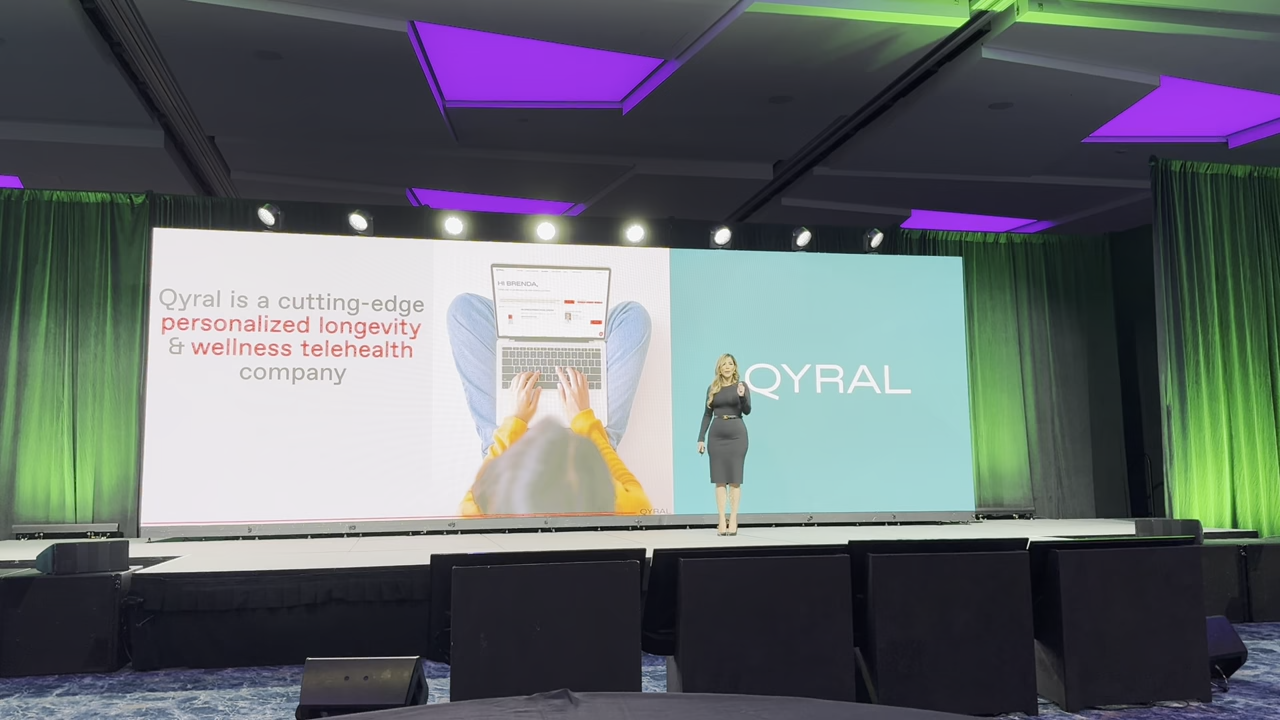 Qyral is a cutting-edge
personalized longevity
& wellness telehealth
company
HI BRENDA,
QYRAL
QYRAL